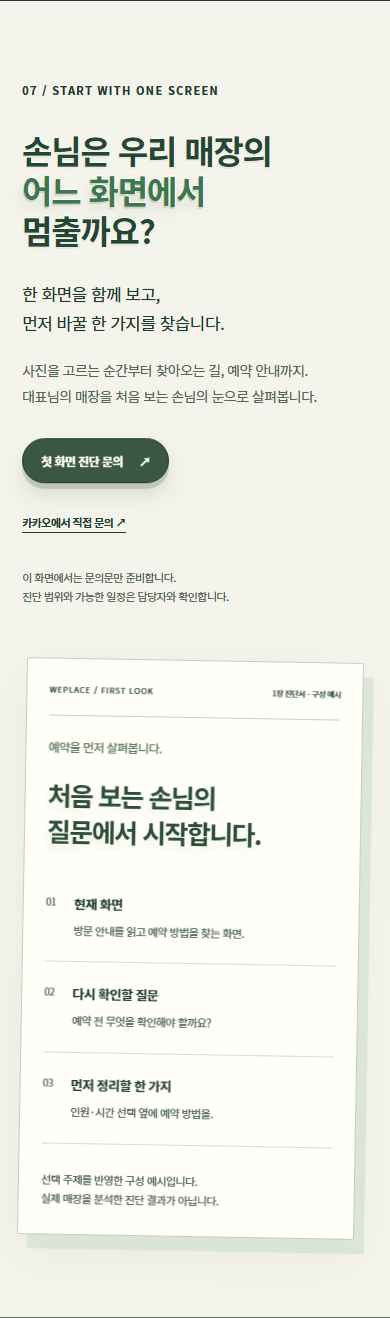 07 / START WITH ONE SCREEN
손님은 우리 매장의
어느 화면에서
멈출까요?
한 화면을 함께 보고,
먼저 바꿀 한 가지를 찾습니다.
사진을 고르는 순간부터 찾아오는 길, 예약 안내까지.
대표님의 매장을 처음 보는 손님의 눈으로 살펴봅니다.
첫 화면 진단 문의 ↗
카카오에서 직접 문의 ↗
이 화면에서는 문의문만 준비합니다.
진단 범위와 가능한 일정은 담당자와 확인합니다.
WEPLACE / FIRST LOOK
1장 진단서 · 구성 예시
예약을 먼저 살펴봅니다.
처음 보는 손님의
질문에서 시작합니다.
01 현재 화면
방문 안내를 읽고 예약 방법을 찾는 화면.
02 다시 확인할 질문
예약 전 무엇을 확인해야 할까요?
03 먼저 정리할 한 가지
인원·시간 선택 옆에 예약 방법을.
선택 주제를 반영한 구성 예시입니다.
실제 매장을 분석한 진단 결과가 아닙니다.